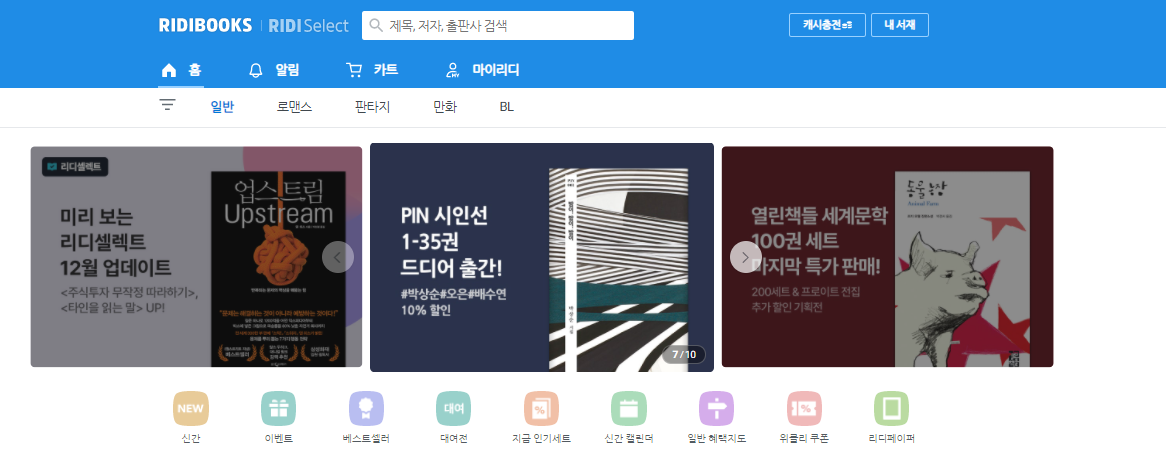 RIDIBOOKS RIDI Select 제목, 저자, 출판사 검색 캐시충전 내 서재
홈 알림 카트 MY 마이리디
일반 로맨스 판타지 만화 BL
리디셀렉트
미리 보는
리디셀렉트
12월 업데이트
<주식투자 무작정 따라하기>,
<타인을 읽는 말> UP!
업스트림
Upstream
PIN 시인선
1-35권
드디어 출간!
#박상순#오은#배수연
10% 할인
7 / 10
열린책들 세계문학
100권 세트
마지막 특가 판매!
200세트 & 프로이트 전집
추가 할인 기획전
동물농장
Animal Farm
NEW 대여 % %
신간 이벤트 베스트셀러 대여전 지금 인기세트 신간 캘린더 일반 혜택지도 위클리 쿠폰 리디페이퍼